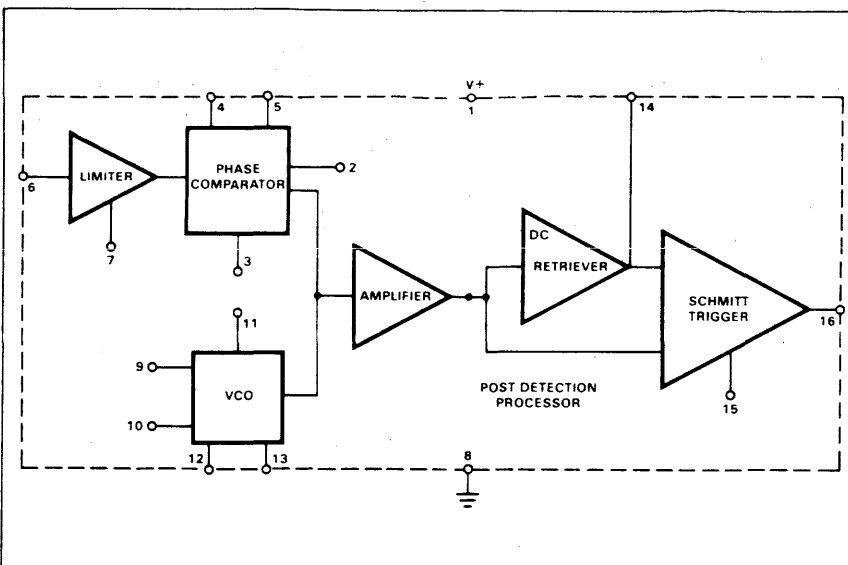 V+
4
5
1
14
LIMITER
PHASE
COMPARATOR
2
6
7
3
DC
RETRIEVER
AMPLIFIER
SCHMITT
TRIGGER
16
11
9
VCO
10
POST DETECTION
PROCESSOR
15
12
13
8